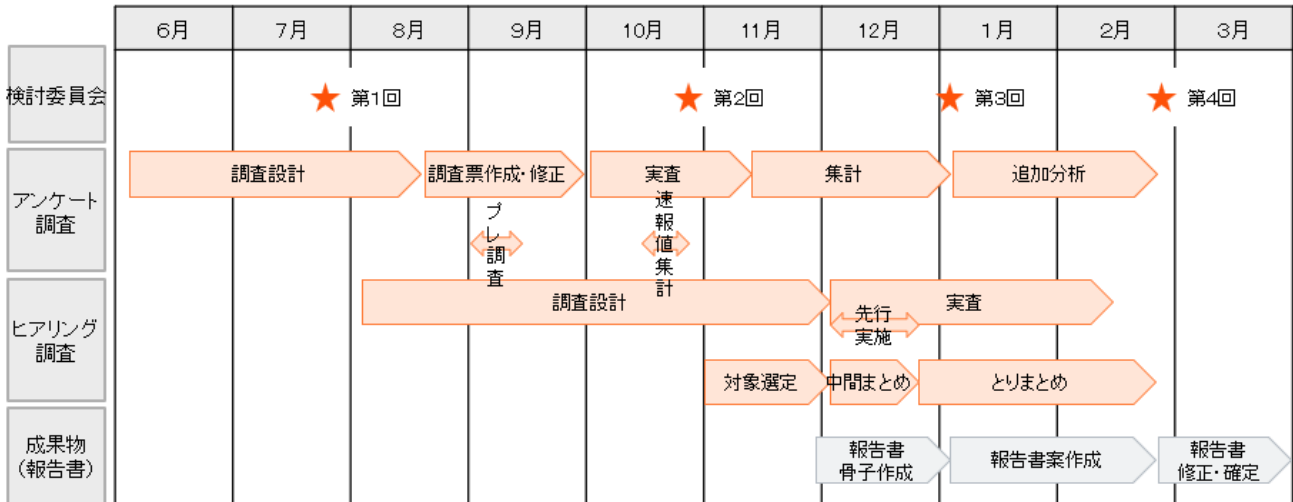 6月
7月
8月
9月
10月
11月
12月
1月
2月
3月
検討委員会
第1回
第2回
第3回
第4回
アンケート
調査
調査設計
調査票作成・修正
実査
集計
追加分析
プレ調査
速報値集計
ヒアリング
調査
調査設計
実査
先行
実施
対象選定
中間まとめ
とりまとめ
成果物
（報告書）
報告書
骨子作成
報告書案作成
報告書
修正・確定